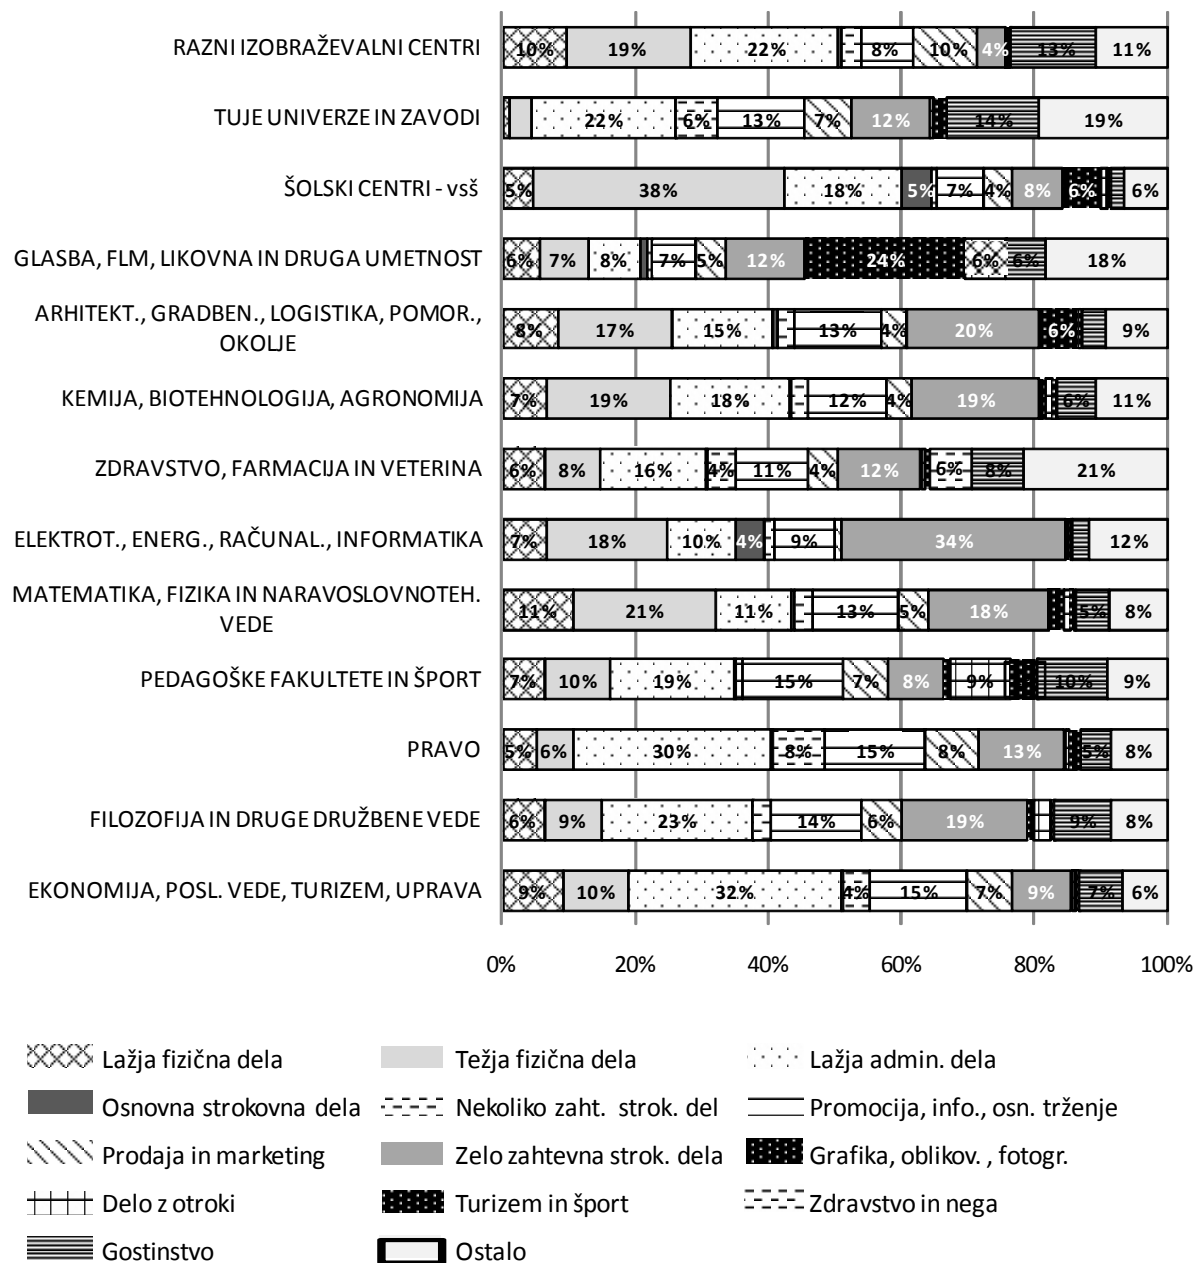 RAZNI IZOBRAŽEVALNI CENTRI
10% 19% 22% 8% 10% 4% 13% 11%
TUJE UNIVERZE IN ZAVODI
22% 6% 13% 7% 12% 14% 19%
ŠOLSKI CENTRI - vsš
5% 38% 18% 5% 7% 4% 8% 6% 6%
GLASBA, FLM, LIKOVNA IN DRUGA UMETNOST
6% 7% 8% 7% 5% 12% 24% 6% 6% 18%
ARHITEKT., GRADBEN., LOGISTIKA, POMOR.,
OKOLJE
8% 17% 15% 13% 4% 20% 6% 9%
KEMIJA, BIOTEHNOLOGIJA, AGRONOMIJA
7% 19% 18% 12% 4% 19% 6% 11%
ZDRAVSTVO, FARMACIJA IN VETERINA
6% 8% 16% 4% 11% 4% 12% 6% 8% 21%
ELEKTROT., ENERG., RAČUNAL., INFORMATIKA
7% 18% 10% 4% 9% 34% 12%
MATEMATIKA, FIZIKA IN NARAVOSLOVNOTEH.
VEDE
11% 21% 11% 13% 5% 18% 5% 8%
PEDAGOŠKE FAKULTETE IN ŠPORT
7% 10% 19% 15% 7% 8% 9% 10% 9%
PRAVO
5% 6% 30% 8% 15% 8% 13% 5% 8%
FILOZOFIJA IN DRUGE DRUŽBENE VEDE
6% 9% 23% 14% 6% 19% 9% 8%
EKONOMIJA, POSL. VEDE, TURIZEM, UPRAVA
9% 10% 32% 4% 15% 7% 9% 7% 6%
0% 20% 40% 60% 80% 100%
Lažja fizična dela Težja fizična dela Lažja admin. dela
Osnovna strokovna dela Nekoliko zaht. strok. del Promocija, info., osn. trženje
Prodaja in marketing Zelo zahtevna strok. dela Grafika, oblikov. , fotogr.
Delo z otroki Turizem in šport Zdravstvo in nega
Gostinstvo Ostalo